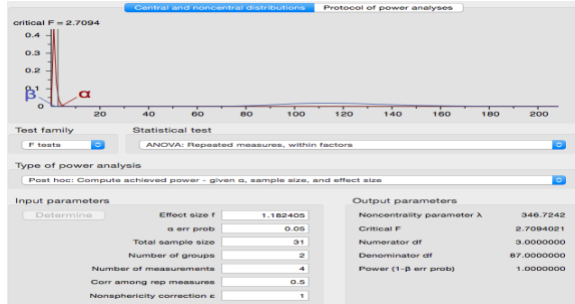 Central and noncentral distributions Protocol of power analyses
critical F = 2.7094
0.4
0.3
0.2
0.1
β α
0 20 40 60 80 100 120 140 160 180 200
Test family Statistical test
F tests ANOVA: Repeated measures, within factors
Type of power analysis
Post hoc: Compute achieved power - given α, sample size, and effect size
Input parameters Output parameters
Determine Effect size f 1.182405 Noncentrality parameter λ 346.7242
α err prob 0.05 Critical F 2.7094021
Total sample size 31 Numerator df 3.0000000
Number of groups 2 Denominator df 87.0000000
Number of measurements 4 Power (1-β err prob) 1.0000000
Corr among rep measures 0.5
Nonsphericity correction ε 1